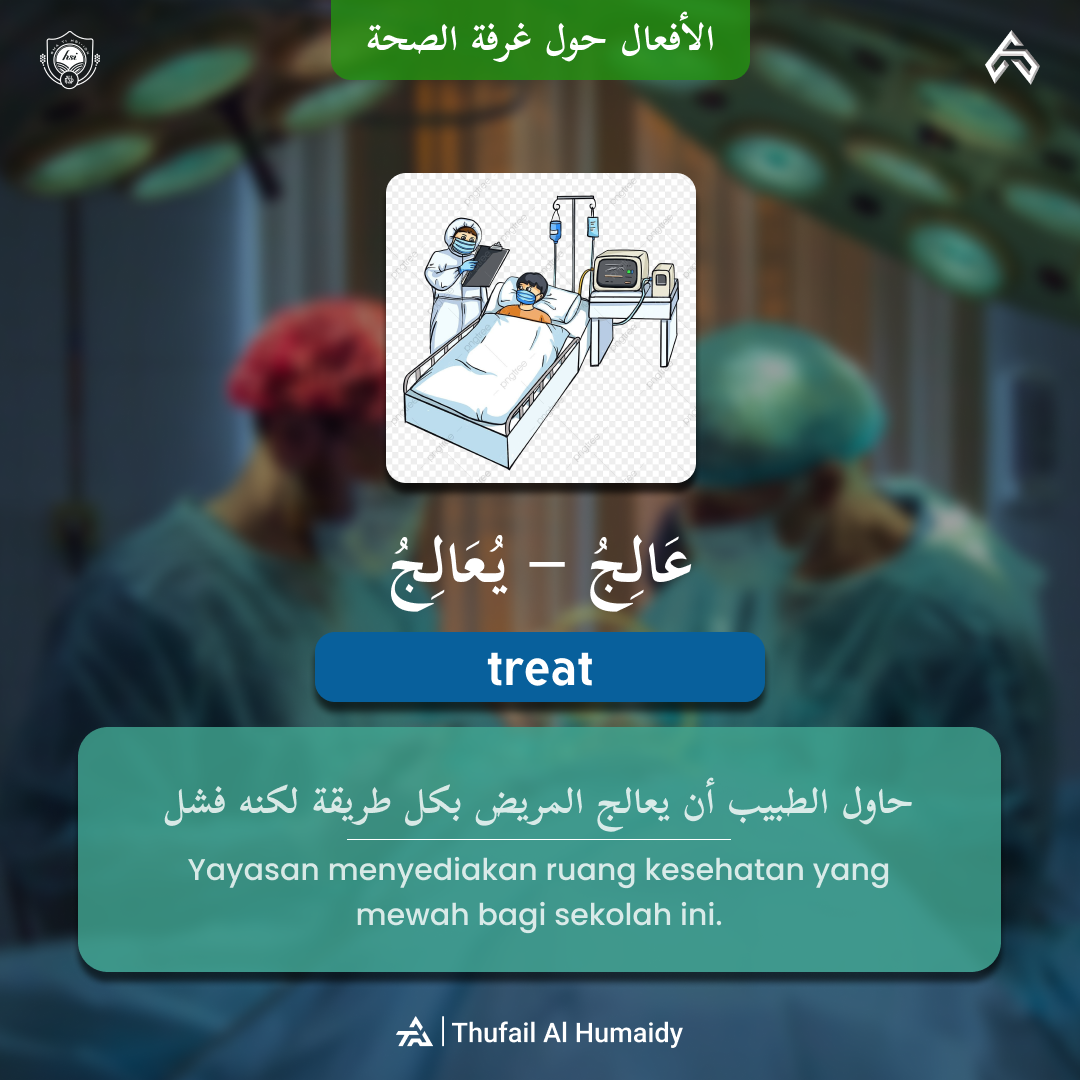 الأفعال حول غرفة الصحة
hsi
عَالِجُ – يُعَالِجُ
treat
حاول الطبيب أن يعالج المريض بكل طريقة لكنه فشل
Yayasan menyediakan ruang kesehatan yang
mewah bagi sekolah ini.
Thufail Al Humaidy